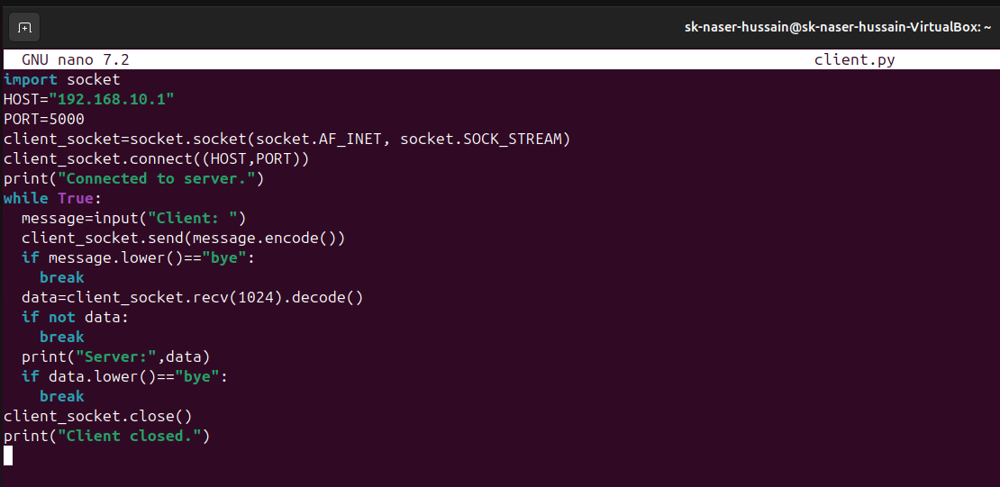 sk-naser-hussain@sk-naser-hussain-VirtualBox: ~
GNU nano 7.2 client.py
import socket
HOST="192.168.10.1"
PORT=5000
client_socket=socket.socket(socket.AF_INET, socket.SOCK_STREAM)
client_socket.connect((HOST,PORT))
print("Connected to server.")
while True:
  message=input("Client: ")
  client_socket.send(message.encode())
  if message.lower()=="bye":
    break
  data=client_socket.recv(1024).decode()
  if not data:
    break
  print("Server:",data)
  if data.lower()=="bye":
    break
client_socket.close()
print("Client closed.")